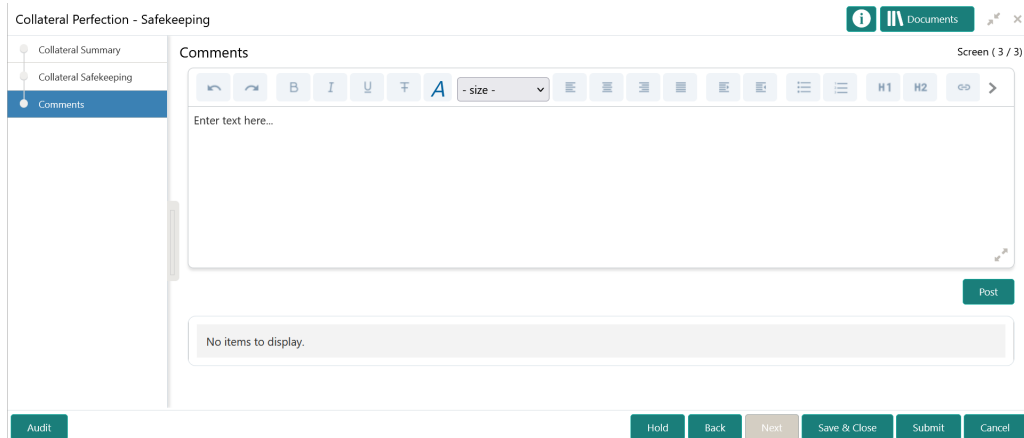 Collateral Perfection - Safekeeping
Documents
Collateral Summary
Collateral Safekeeping
Comments
Comments
Screen ( 3 / 3)
B I U T A - size - H1 H2
Enter text here...
Post
No items to display.
Audit
Hold Back Next Save & Close Submit Cancel